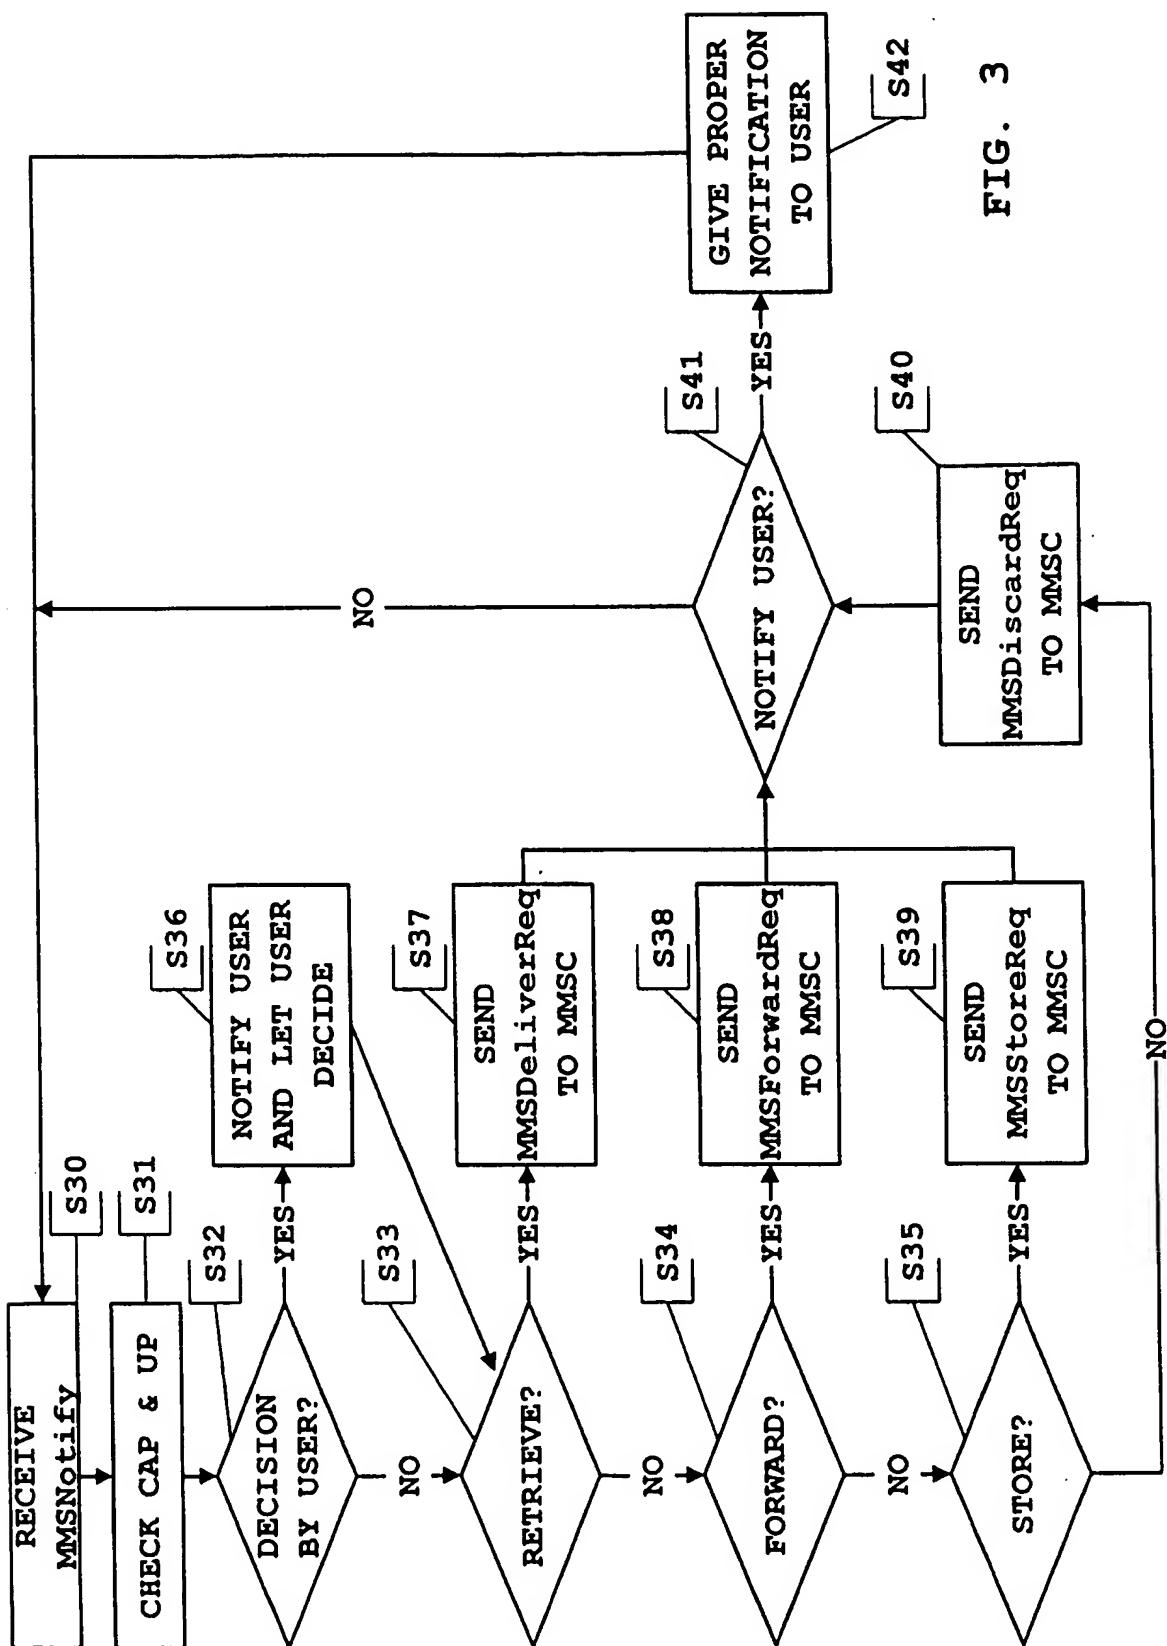 RECEIVE
MMSNotify
S30
CHECK CAP & UP
S31
DECISION
BY USER?
S32
YES
NOTIFY USER
AND LET USER
DECIDE
S36
NO
RETRIEVE?
S33
YES
SEND
MMSDeliverReq
TO MMSC
S37
NO
FORWARD?
S34
YES
SEND
MMSForwardReq
TO MMSC
S38
NO
STORE?
S35
YES
SEND
MMSStoreReq
TO MMSC
S39
NO
SEND
MMSDiscardReq
TO MMSC
S40
NOTIFY USER?
S41
NO
YES
GIVE PROPER
NOTIFICATION
TO USER
S42
FIG. 3